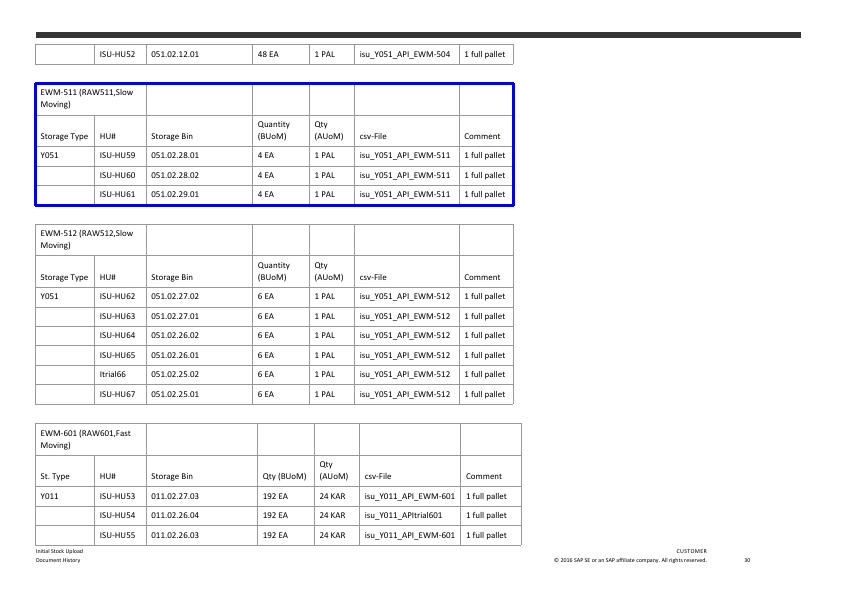 ISU-HU52 051.02.12.01 48 EA 1 PAL isu_Y051_API_EWM-504 1 full pallet
EWM-511 (RAW511,Slow
Moving)
Storage Type HU# Storage Bin Quantity (BUoM) Qty (AUoM) csv-File Comment
Y051 ISU-HU59 051.02.28.01 4 EA 1 PAL isu_Y051_API_EWM-511 1 full pallet
ISU-HU60 051.02.28.02 4 EA 1 PAL isu_Y051_API_EWM-511 1 full pallet
ISU-HU61 051.02.29.01 4 EA 1 PAL isu_Y051_API_EWM-511 1 full pallet
EWM-512 (RAW512,Slow
Moving)
Storage Type HU# Storage Bin Quantity (BUoM) Qty (AUoM) csv-File Comment
Y051 ISU-HU62 051.02.27.02 6 EA 1 PAL isu_Y051_API_EWM-512 1 full pallet
ISU-HU63 051.02.27.01 6 EA 1 PAL isu_Y051_API_EWM-512 1 full pallet
ISU-HU64 051.02.26.02 6 EA 1 PAL isu_Y051_API_EWM-512 1 full pallet
ISU-HU65 051.02.26.01 6 EA 1 PAL isu_Y051_API_EWM-512 1 full pallet
Itrial66 051.02.25.02 6 EA 1 PAL isu_Y051_API_EWM-512 1 full pallet
ISU-HU67 051.02.25.01 6 EA 1 PAL isu_Y051_API_EWM-512 1 full pallet
EWM-601 (RAW601,Fast
Moving)
St. Type HU# Storage Bin Qty (BUoM) Qty (AUoM) csv-File Comment
Y011 ISU-HU53 011.02.27.03 192 EA 24 KAR isu_Y011_API_EWM-601 1 full pallet
ISU-HU54 011.02.26.04 192 EA 24 KAR isu_Y011_APItrial601 1 full pallet
ISU-HU55 011.02.26.03 192 EA 24 KAR isu_Y011_API_EWM-601 1 full pallet
Initial Stock Upload CUSTOMER
Document History © 2016 SAP SE or an SAP affiliate company. All rights reserved. 30